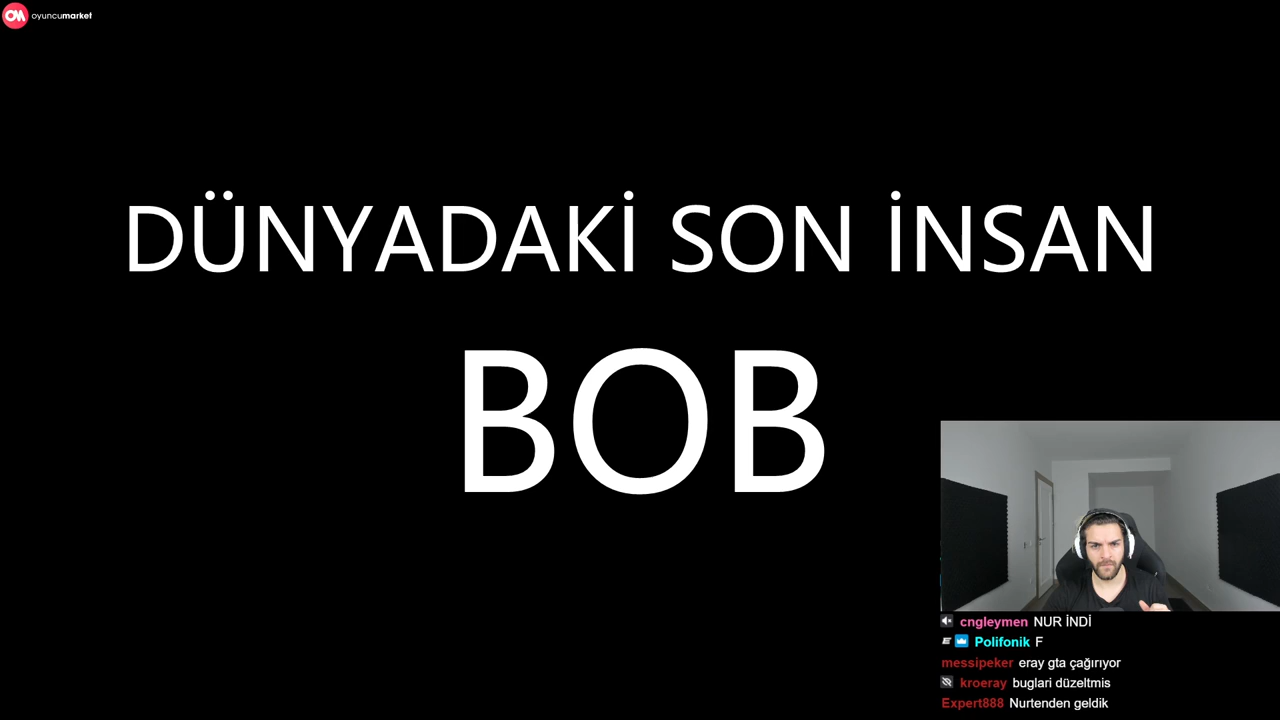 OM oyuncumarket
DÜNYADAKİ SON İNSAN
BOB
cngleymen NUR İNDİ
Polifonik F
messipeker eray gta çağırıyor
kroeray buglari düzeltmis
Expert888 Nurtenden geldik